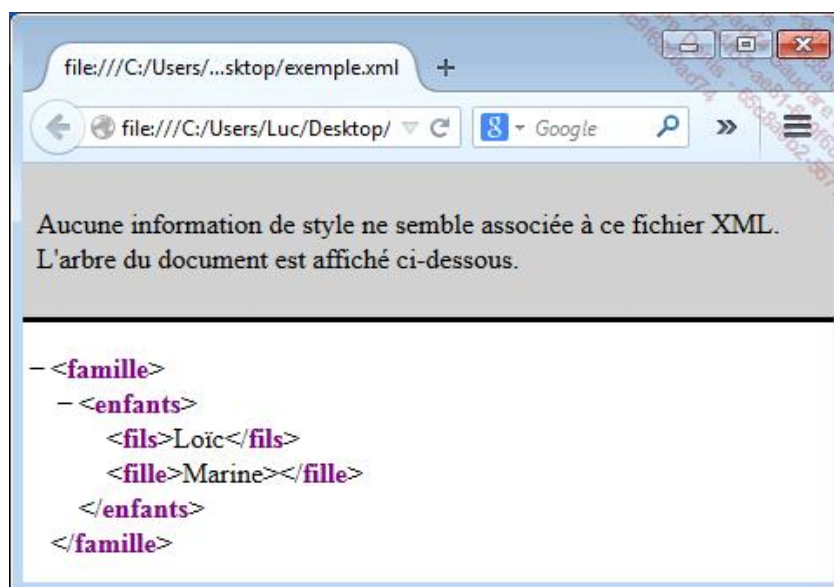 file:///C:/Users/...sktop/exemple.xml +
file:///C:/Users/Luc/Desktop/ 8 Google »
Aucune information de style ne semble associée à ce fichier XML.
L'arbre du document est affiché ci-dessous.
– <famille>
– <enfants>
<fils>Loïc</fils>
<fille>Marine></fille>
</enfants>
</famille>